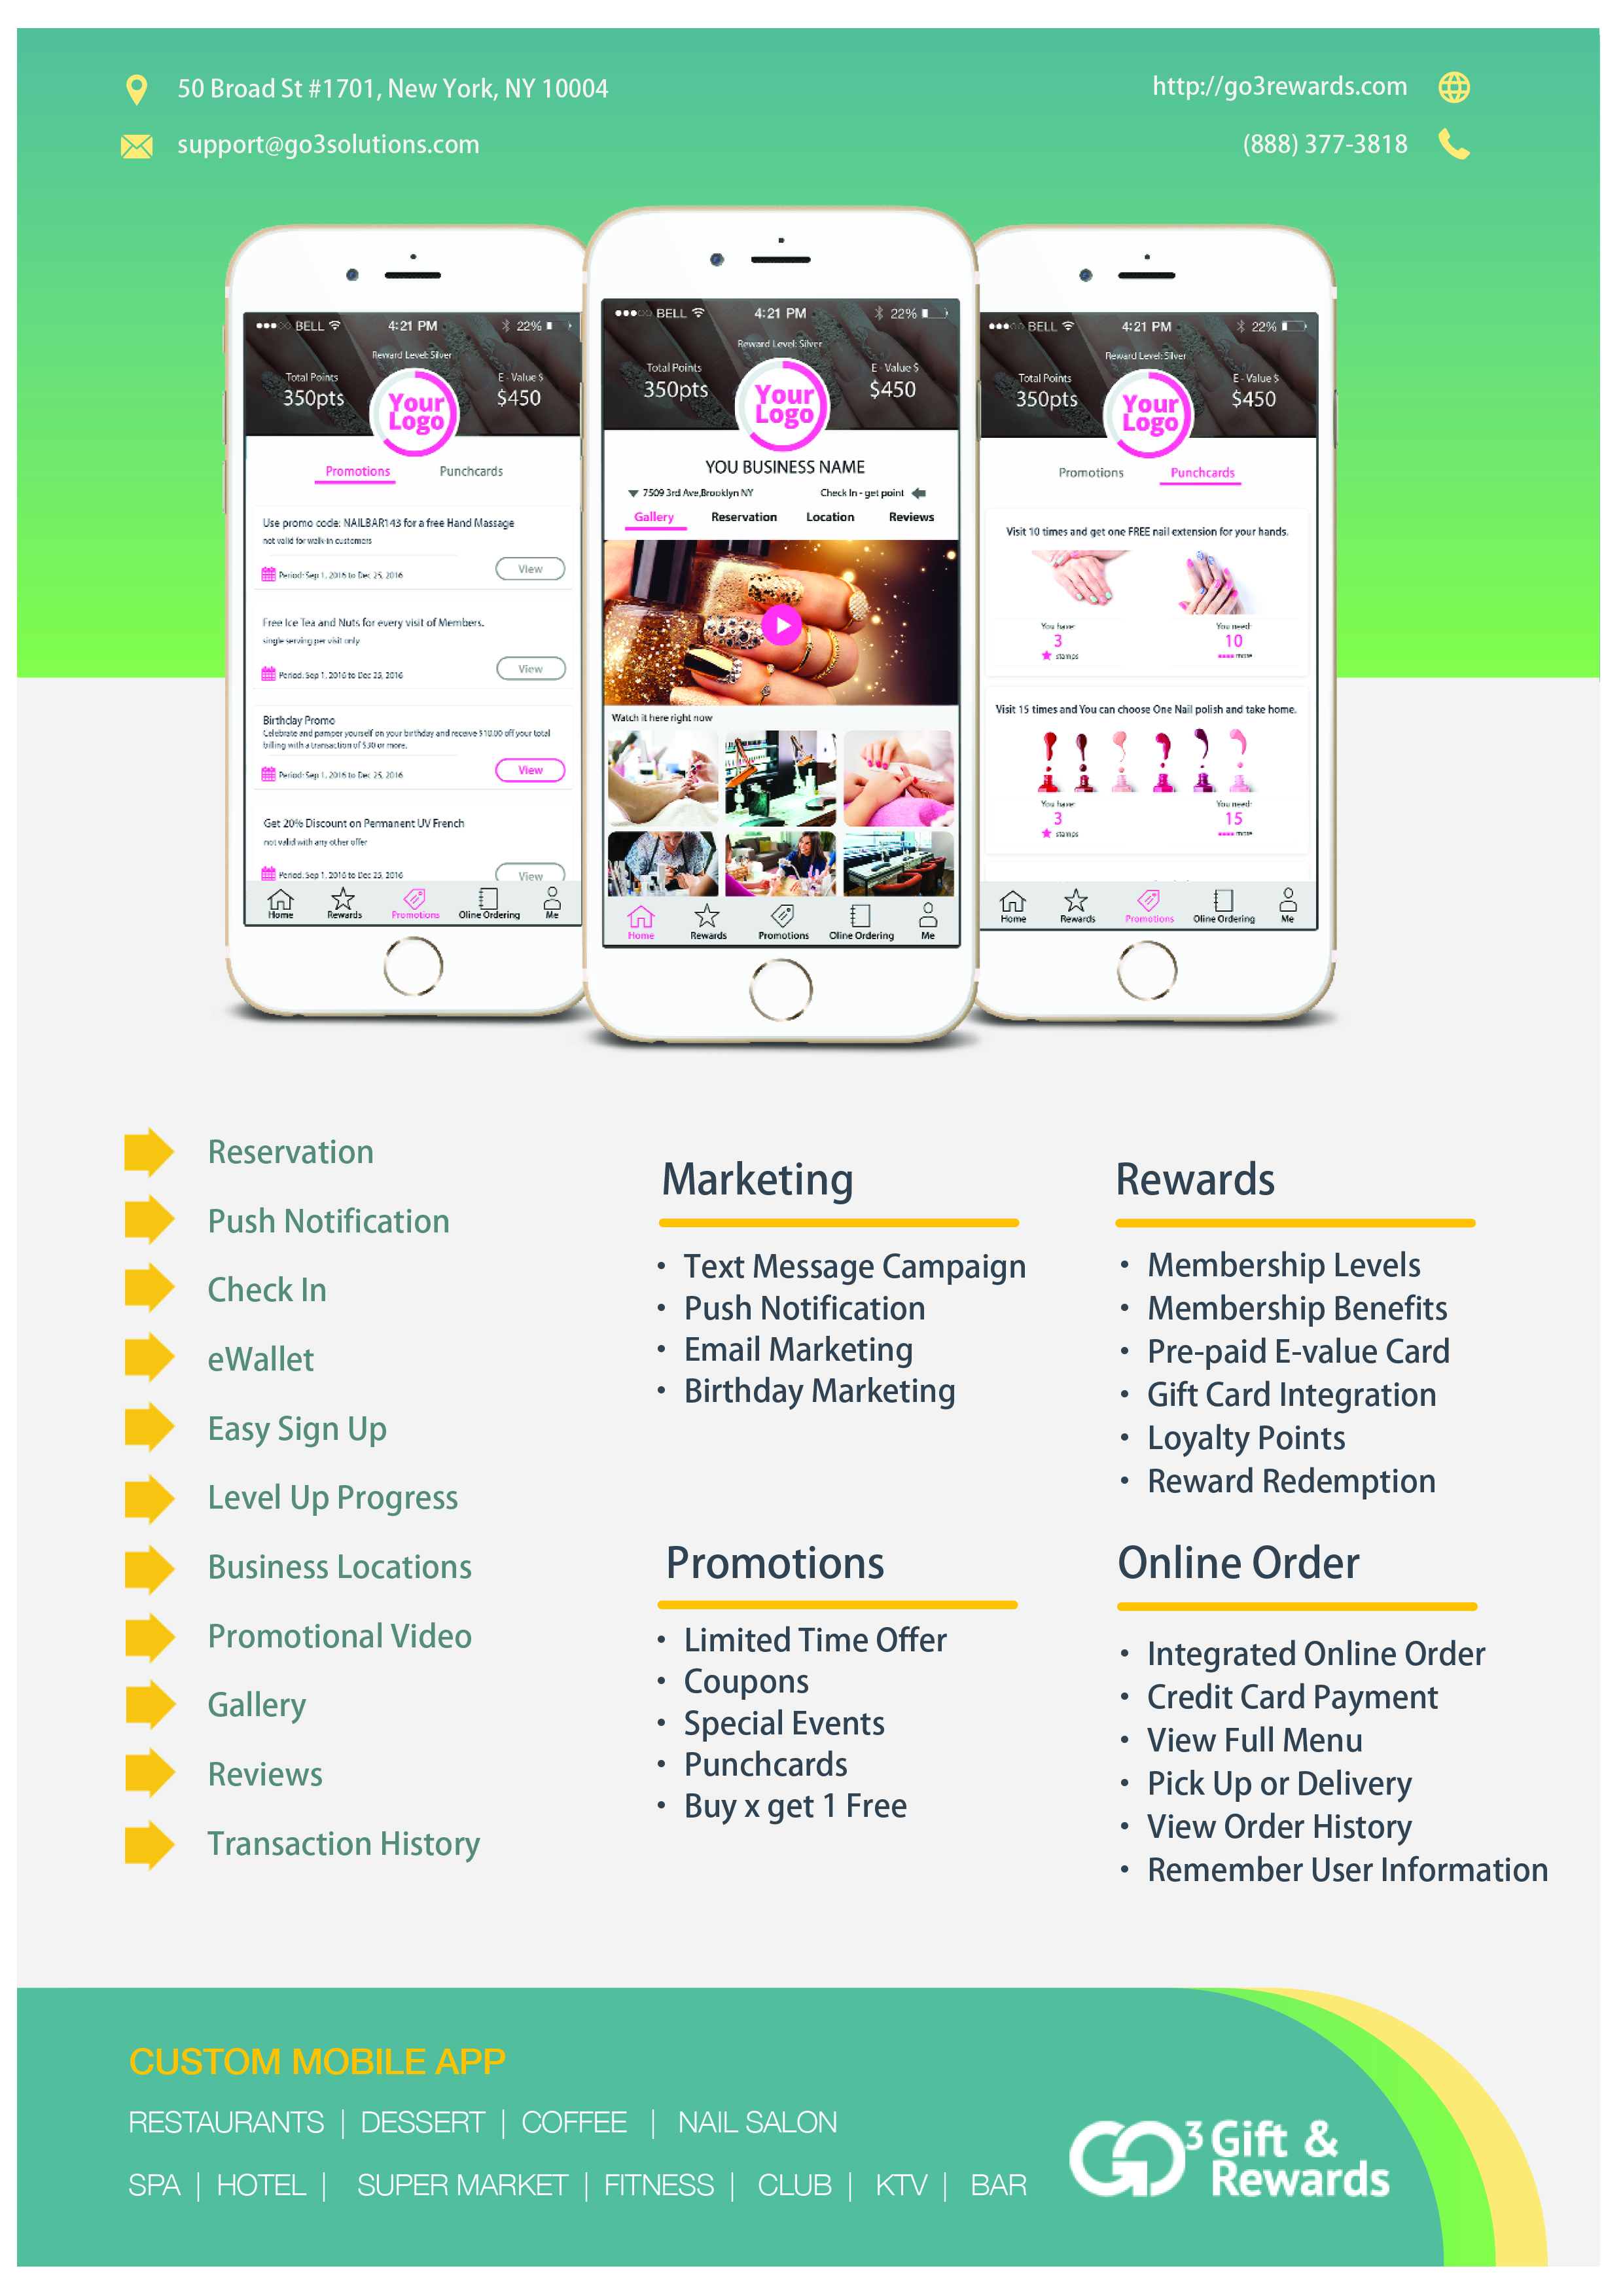 50 Broad St #1701, New York, NY 10004
http://go3rewards.com
support@go3solutions.com
(888) 377-3818
BELL 4:21 PM 22%
Reward Level: Silver
Total Points
E - Value $
350pts
$450
Your
Logo
Promotions
Punchcards
Use promo code: NAILBAR143 for a free Hand Massage
not valid for walk-in customers
Period: Sep 1, 2016 to Dec 25, 2016
View
Free Ice Tea and Nuts for every visit of Members.
single serving per visit only
Period: Sep 1, 2016 to Dec 25, 2016
View
Birthday Promo
Celebrate and pamper yourself on your birthday and receive $10.00 off your total
billing with a transaction of $30 or more.
Period: Sep 1, 2016 to Dec 25, 2016
View
Get 20% Discount on Permanent UV French
not valid with any other offer
Period: Sep 1, 2016 to Dec 25, 2016
View
Home Rewards Promotions Oline Ordering Me
BELL 4:21 PM 22%
Reward Level: Silver
Total Points
E - Value $
350pts
$450
Your
Logo
YOU BUSINESS NAME
7509 3rd Ave,Brooklyn NY
Check In - get point
Gallery Reservation Location Reviews
Watch it here right now
Home Rewards Promotions Oline Ordering Me
BELL 4:21 PM 22%
Reward Level: Silver
Total Points
E - Value $
350pts
$450
Your
Logo
Promotions
Punchcards
Visit 10 times and get one FREE nail extension for your hands.
You have:
You need:
3
10
stamps
more
Visit 15 times and You can choose One Nail polish and take home.
You have:
You need:
3
15
stamps
more
Home Rewards Promotions Oline Ordering Me
Reservation
Push Notification
Check In
eWallet
Easy Sign Up
Level Up Progress
Business Locations
Promotional Video
Gallery
Reviews
Transaction History
Marketing
• Text Message Campaign
• Push Notification
• Email Marketing
• Birthday Marketing
Rewards
• Membership Levels
• Membership Benefits
• Pre-paid E-value Card
• Gift Card Integration
• Loyalty Points
• Reward Redemption
Promotions
• Limited Time Offer
• Coupons
• Special Events
• Punchcards
• Buy x get 1 Free
Online Order
• Integrated Online Order
• Credit Card Payment
• View Full Menu
• Pick Up or Delivery
• View Order History
• Remember User Information
CUSTOM MOBILE APP
RESTAURANTS | DESSERT | COFFEE | NAIL SALON
SPA | HOTEL | SUPER MARKET | FITNESS | CLUB | KTV | BAR
GO3 Gift &
Rewards